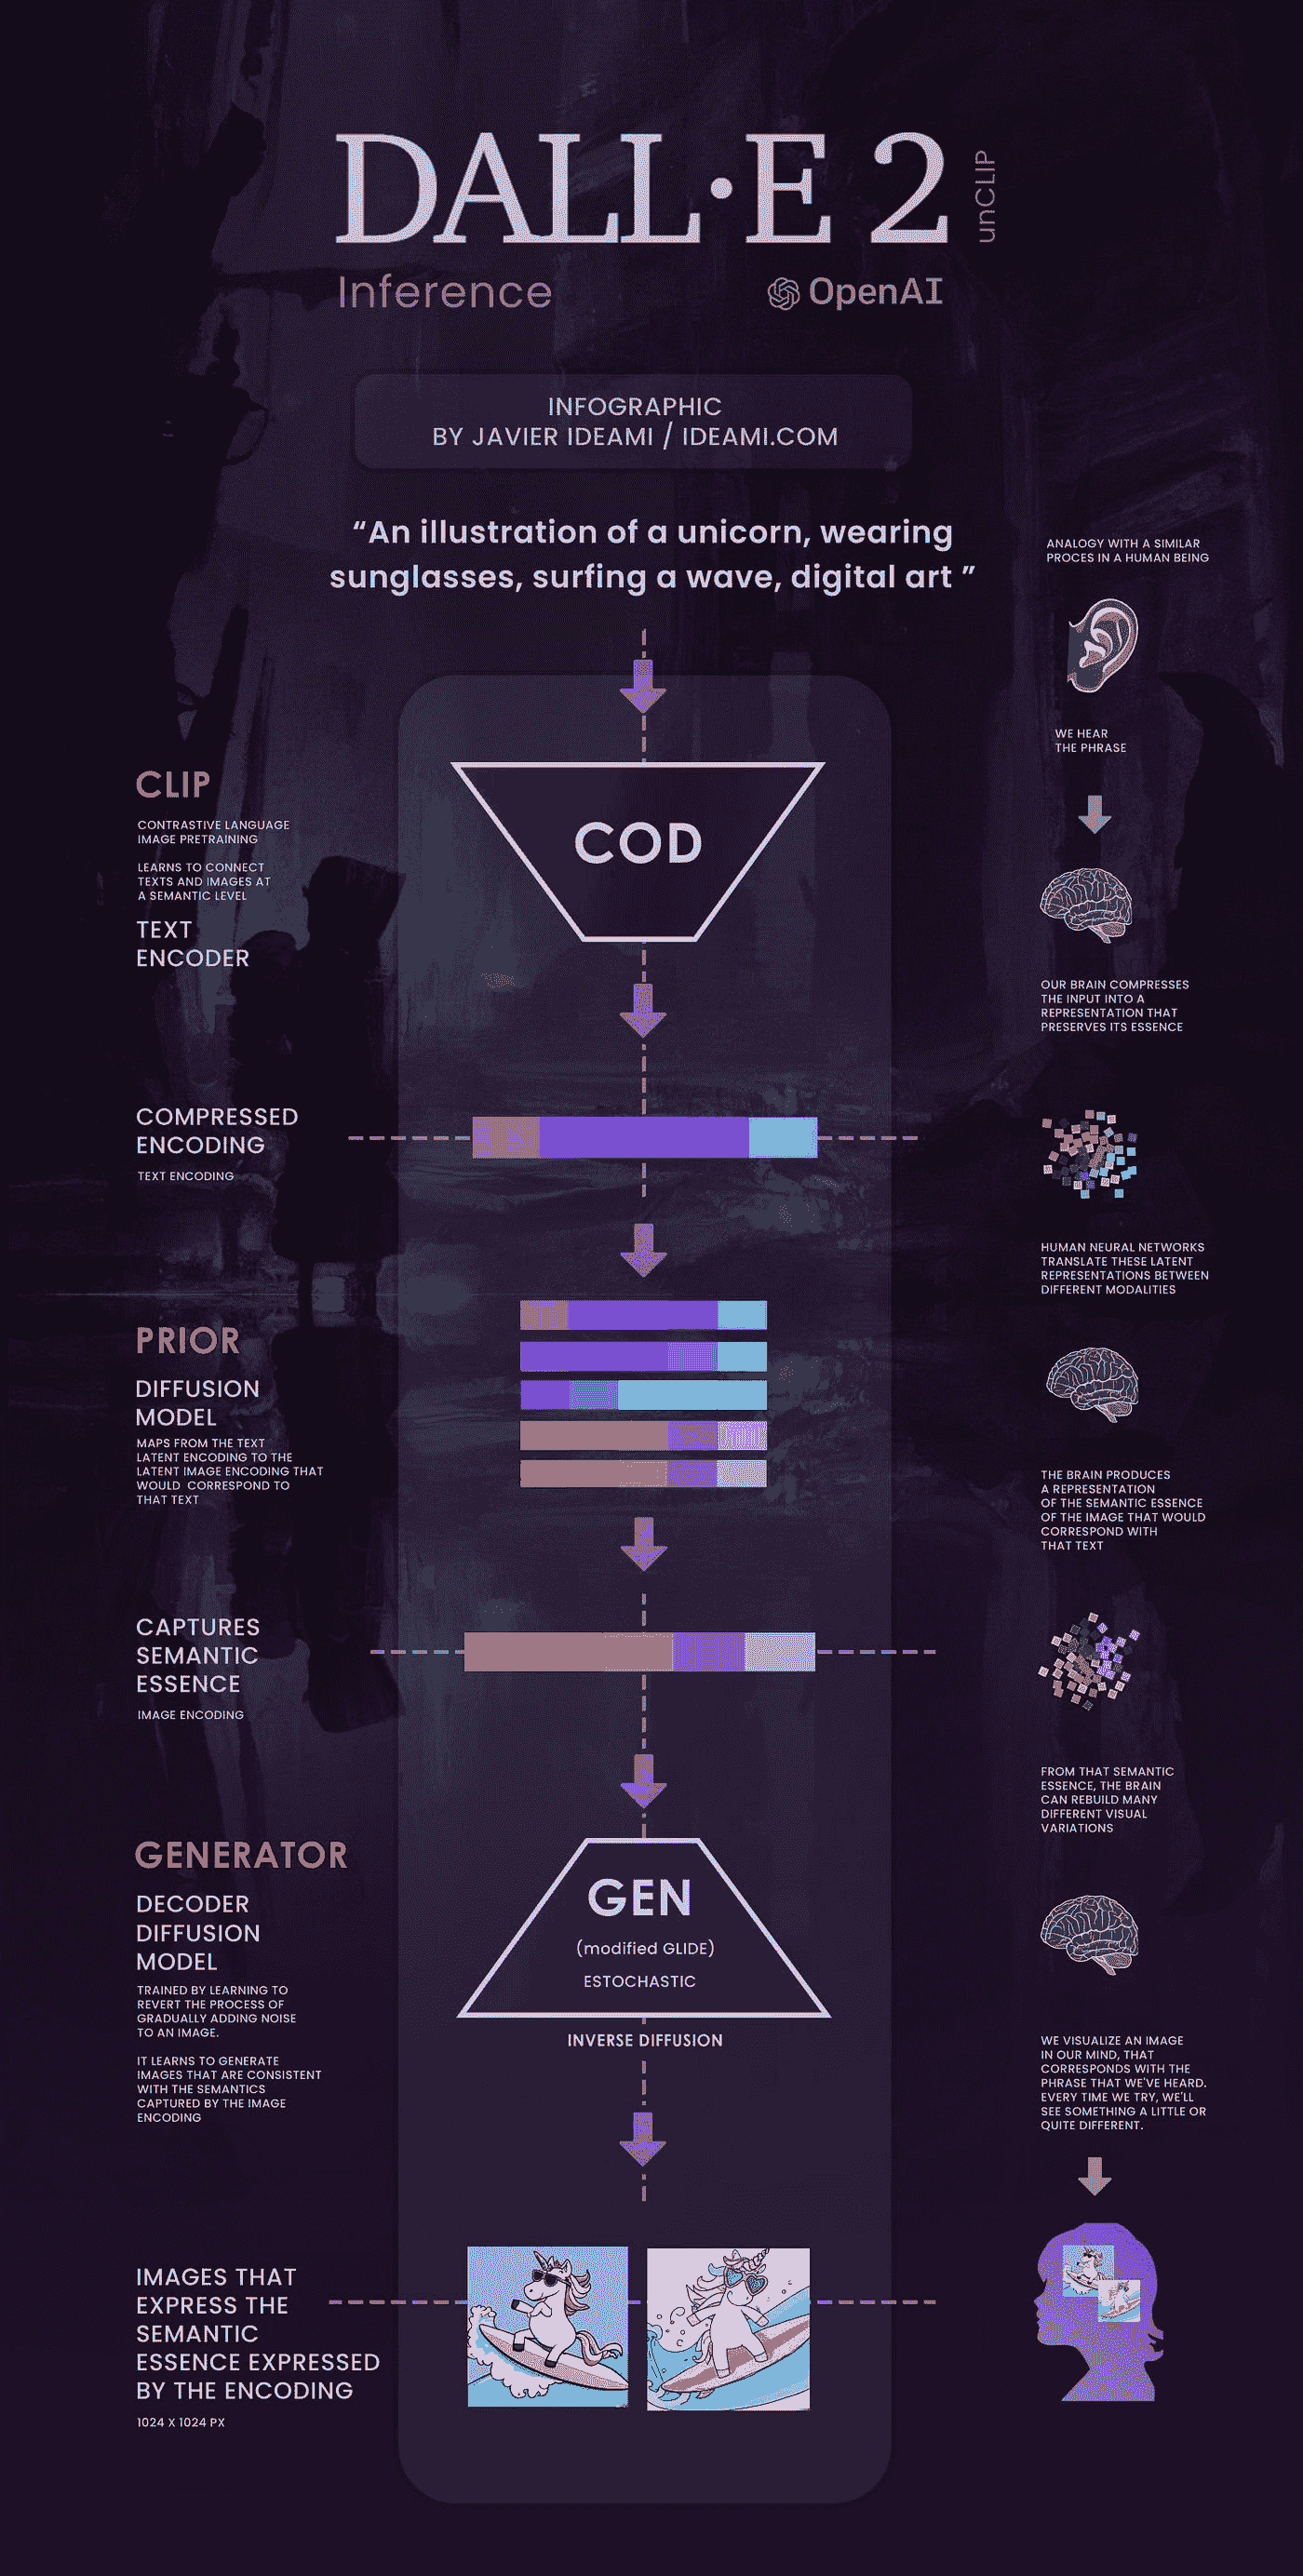 DALL·E 2
unCLIP
Inference
OpenAI
INFOGRAPHIC
BY JAVIER IDEAMI / IDEAMI.COM
“An illustration of a unicorn, wearing
sunglasses, surfing a wave, digital art ”
ANALOGY WITH A SIMILAR
PROCES IN A HUMAN BEING
WE HEAR
THE PHRASE
CLIP
CONTRASTIVE LANGUAGE
IMAGE PRETRAINING
LEARNS TO CONNECT
TEXTS AND IMAGES AT
A SEMANTIC LEVEL
TEXT
ENCODER
COD
OUR BRAIN COMPRESSES
THE INPUT INTO A
REPRESENTATION THAT
PRESERVES ITS ESSENCE
COMPRESSED
ENCODING
TEXT ENCODING
HUMAN NEURAL NETWORKS
TRANSLATE THESE LATENT
REPRESENTATIONS BETWEEN
DIFFERENT MODALITIES
PRIOR
DIFFUSION
MODEL
MAPS FROM THE TEXT
LATENT ENCODING TO THE
LATENT IMAGE ENCODING THAT
WOULD CORRESPOND TO
THAT TEXT
THE BRAIN PRODUCES
A REPRESENTATION
OF THE SEMANTIC ESSENCE
OF THE IMAGE THAT WOULD
CORRESPOND WITH
THAT TEXT
CAPTURES
SEMANTIC
ESSENCE
IMAGE ENCODING
FROM THAT SEMANTIC
ESSENCE, THE BRAIN
CAN REBUILD MANY
DIFFERENT VISUAL
VARIATIONS
GENERATOR
DECODER
DIFFUSION
MODEL
TRAINED BY LEARNING TO
REVERT THE PROCESS OF
GRADUALLY ADDING NOISE
TO AN IMAGE.
IT LEARNS TO GENERATE
IMAGES THAT ARE CONSISTENT
WITH THE SEMANTICS
CAPTURED BY THE IMAGE
ENCODING
GEN
(modified GLIDE)
ESTOCHASTIC
INVERSE DIFFUSION
WE VISUALIZE AN IMAGE
IN OUR MIND, THAT
CORRESPONDS WITH THE
PHRASE THAT WE'VE HEARD.
EVERY TIME WE TRY, WE'LL
SEE SOMETHING A LITTLE OR
QUITE DIFFERENT.
IMAGES THAT
EXPRESS THE
SEMANTIC
ESSENCE EXPRESSED
BY THE ENCODING
1024 X 1024 PX